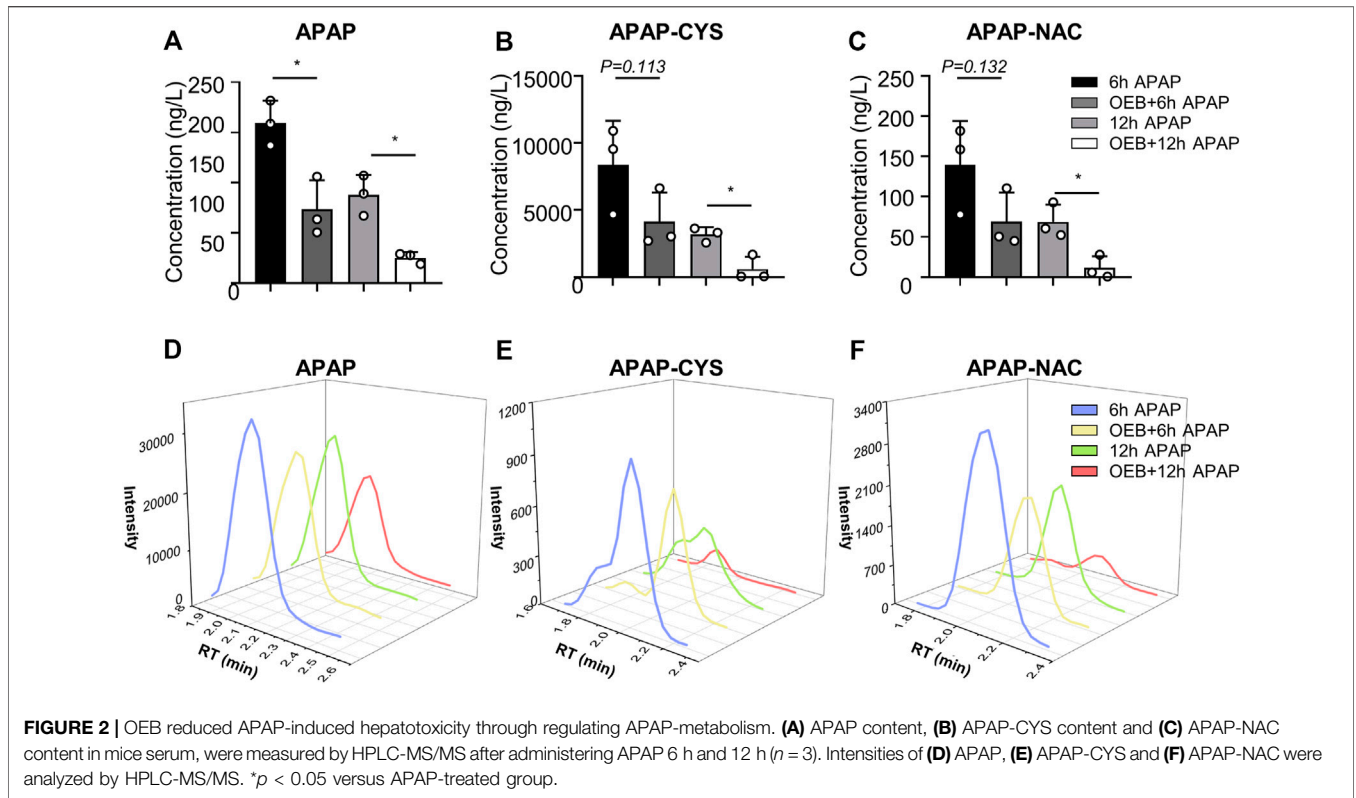 A
APAP
B
APAP-CYS
C
APAP-NAC
Concentration (ng/L)
250
200
150
100
50
0
*
*
Concentration (ng/L)
15000
10000
5000
0
P=0.113
*
Concentration (ng/L)
250
200
150
100
50
0
P=0.132
*
6h APAP
OEB+6h APAP
12h APAP
OEB+12h APAP
D
APAP
E
APAP-CYS
F
APAP-NAC
Intensity
30000
20000
10000
0
1.8
1.9
2.0
2.1
2.2
2.3
2.4
2.5
2.6
RT (min)
Intensity
1200
900
600
300
0
1.6
1.8
2.0
2.2
2.4
RT (min)
Intensity
3400
2800
2100
1400
700
0
1.8
2.0
2.2
2.4
RT (min)
6h APAP
OEB+6h APAP
12h APAP
OEB+12h APAP
FIGURE 2 | OEB reduced APAP-induced hepatotoxicity through regulating APAP-metabolism. (A) APAP content, (B) APAP-CYS content and (C) APAP-NAC
content in mice serum, were measured by HPLC-MS/MS after administering APAP 6 h and 12 h (n = 3). Intensities of (D) APAP, (E) APAP-CYS and (F) APAP-NAC were
analyzed by HPLC-MS/MS. *p < 0.05 versus APAP-treated group.